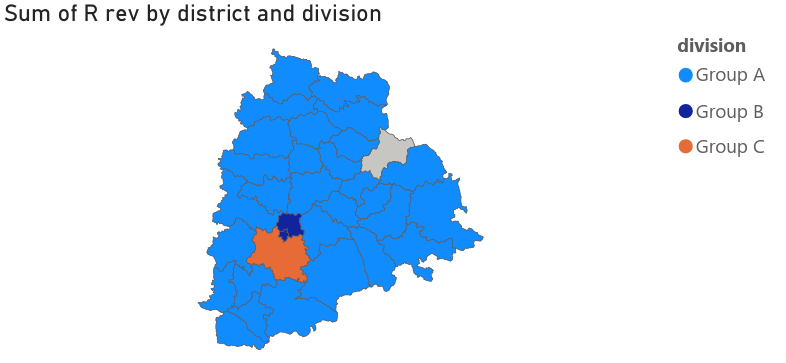 Sum of R rev by district and division
division
Group A
Group B
Group C